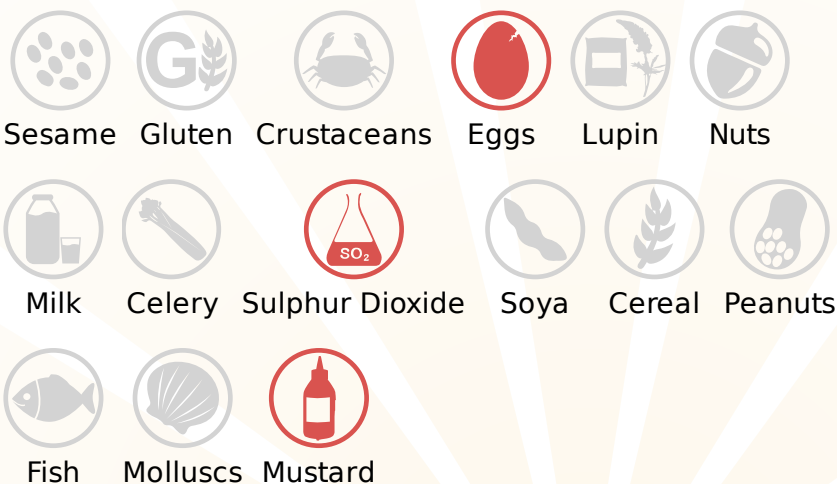 G
Sesame Gluten Crustaceans Eggs Lupin Nuts
SO₂
Milk Celery Sulphur Dioxide Soya Cereal Peanuts
Fish Molluscs Mustard